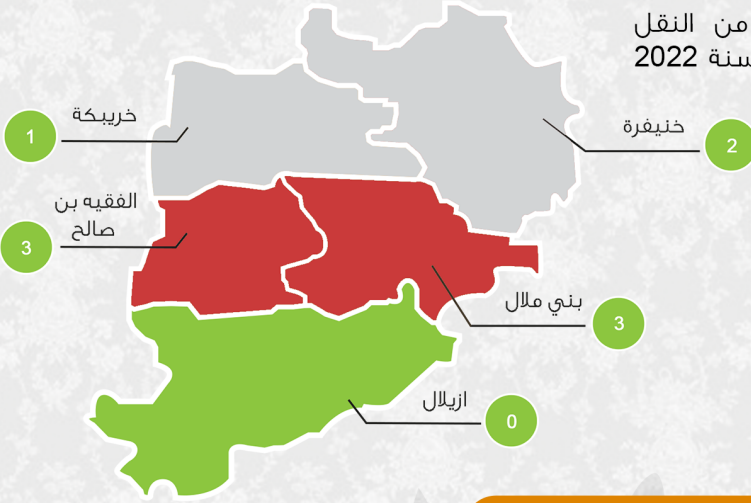 من النقل
سنة 2022
خريبكة
1
خنيفرة
2
الفقيه بن
صالح
3
بني ملال
3
ازيلال
0